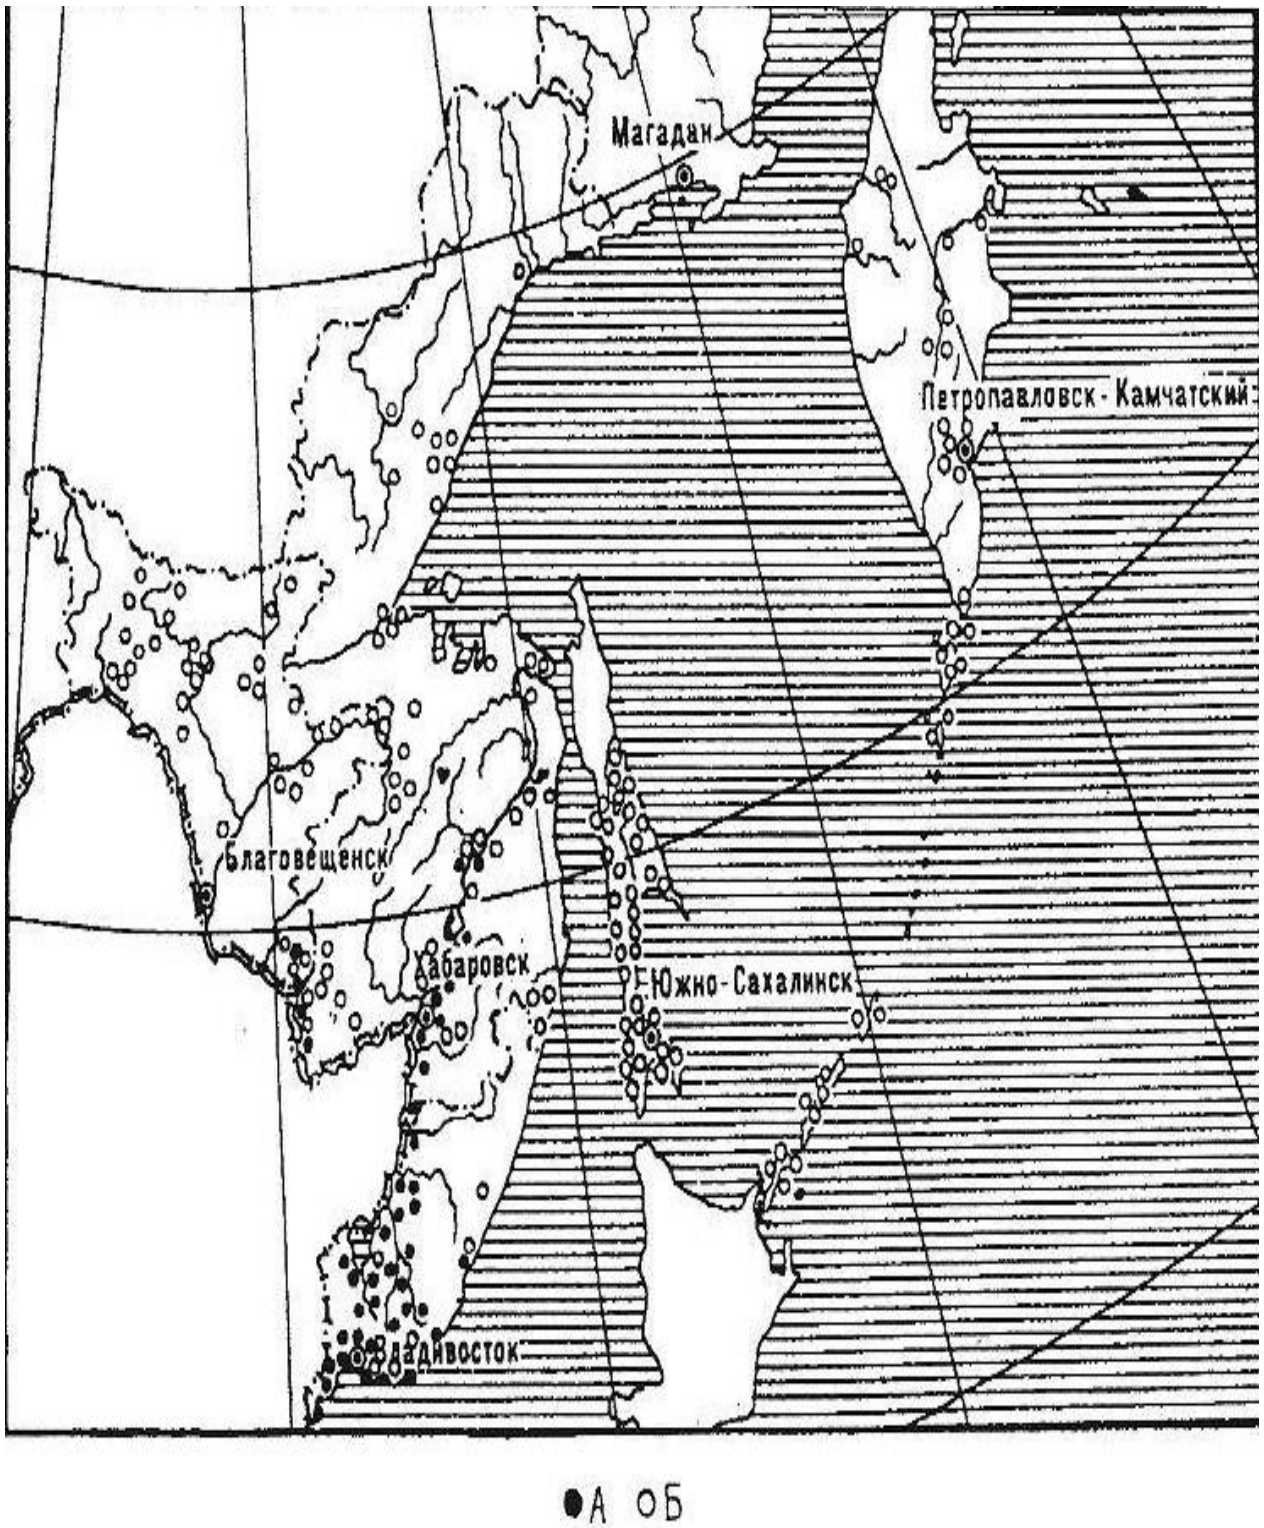 Магадан
Петропавловск-Камчатский
Благовещенск
Хабаровск
Южно-Сахалинск
Владивосток
А Б